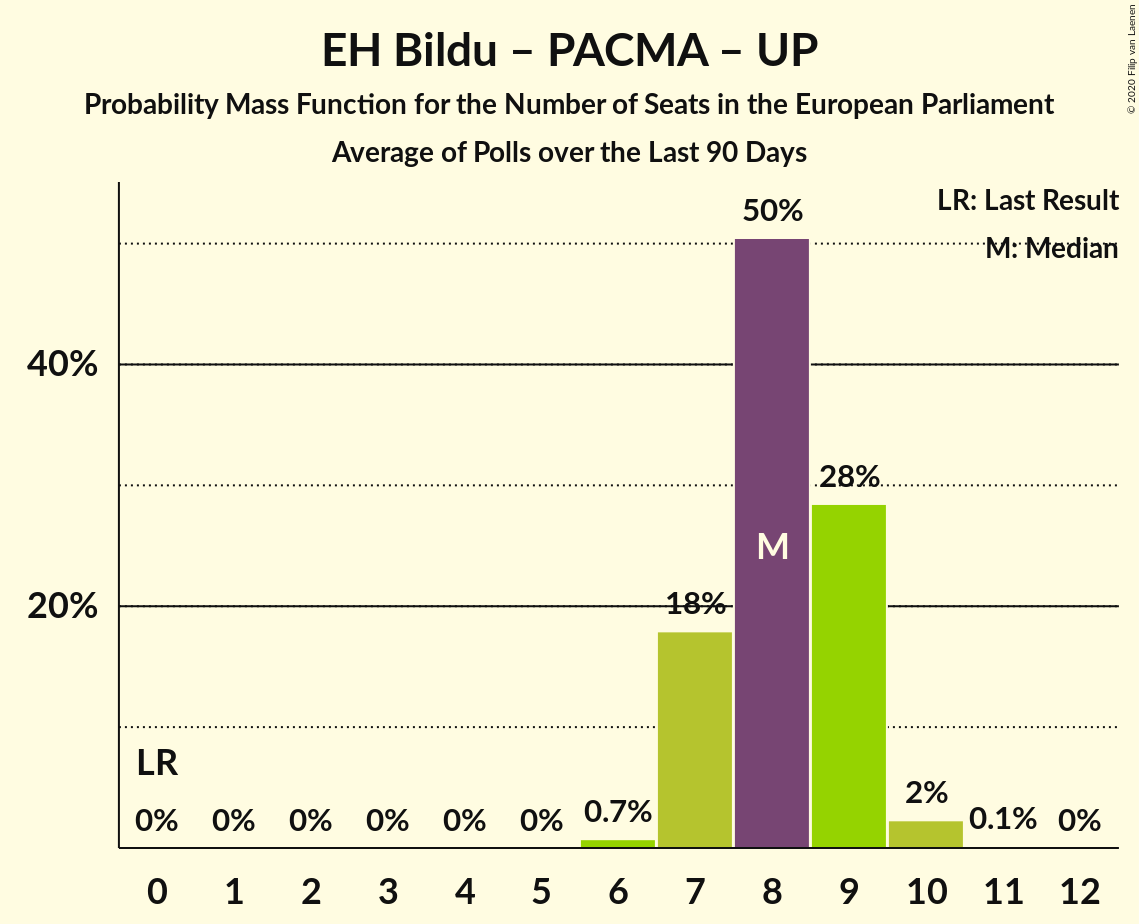 EH Bildu – PACMA – UP
Probability Mass Function for the Number of Seats in the European Parliament
Average of Polls over the Last 90 Days
© 2020 Filip van Laenen
LR: Last Result
M: Median
50%
40%
28%
M
20%
18%
LR
0% 0% 0% 0% 0% 0% 0.7% 2% 0.1% 0%
0 1 2 3 4 5 6 7 8 9 10 11 12